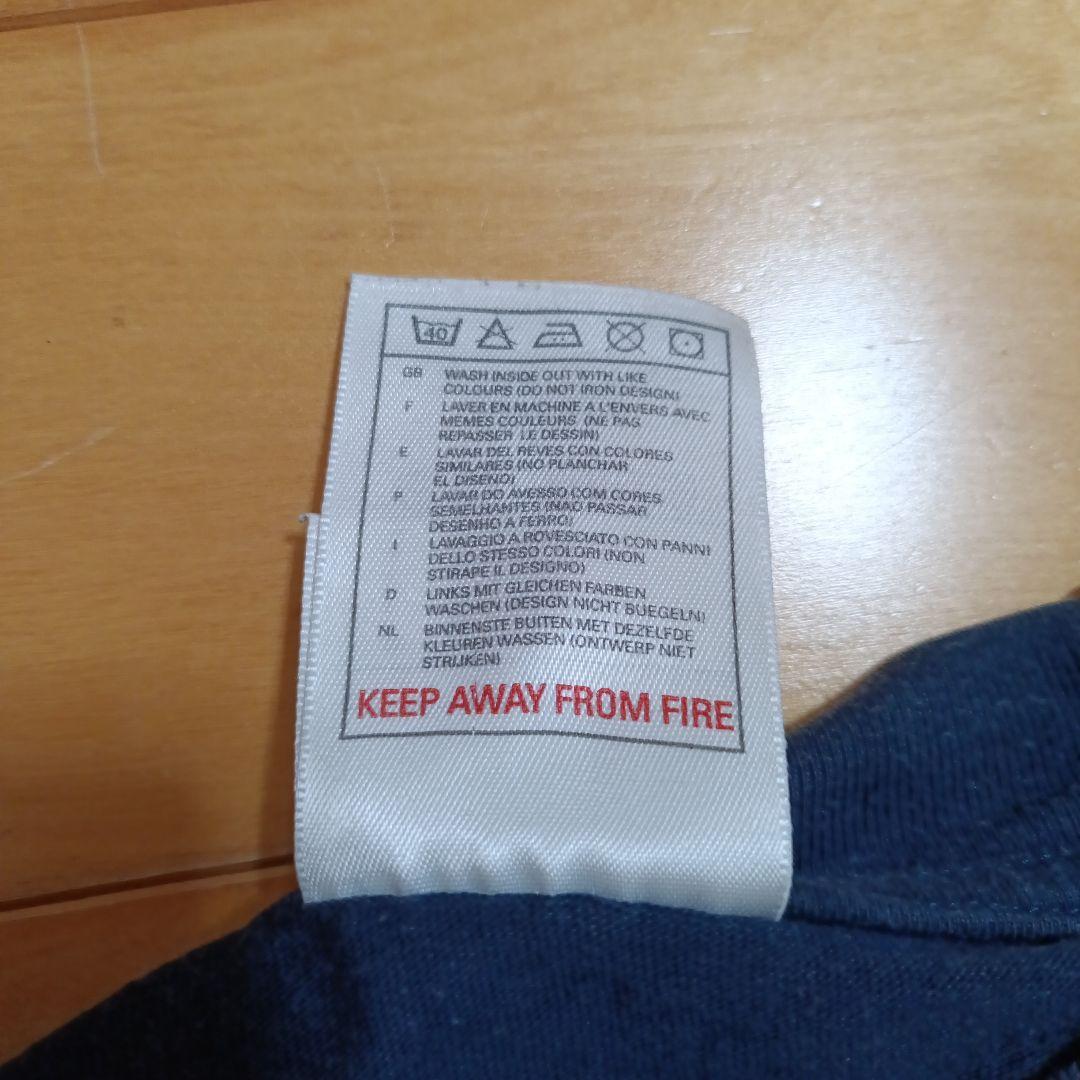 40
GB WASH INSIDE OUT WITH LIKE
COLOURS (DO NOT IRON DESIGN)
F LAVER EN MACHINE A L'ENVERS AVEC
MEMES COULEURS (NE PAS
REPASSER LE DESSIN)
E LAVAR DEL REVES CON COLORES
SIMILARES (NO PLANCHAR
EL DISENO)
P LAVAR DO AVESSO COM CORES
SEMELHANTES (NAO PASSAR
DESENHO A FERRO)
I LAVAGGIO A ROVESCIATO CON PANNI
DELLO STESSO COLORI (NON
STIRAPE IL DESIGNO)
D LINKS MIT GLEICHEN FARBEN
WASCHEN (DESIGN NICHT BUEGELN)
NL BINNENSTE BUITEN MET DEZELFDE
KLEUREN WASSEN (ONTWERP NIET
STRIJKEN)
KEEP AWAY FROM FIRE